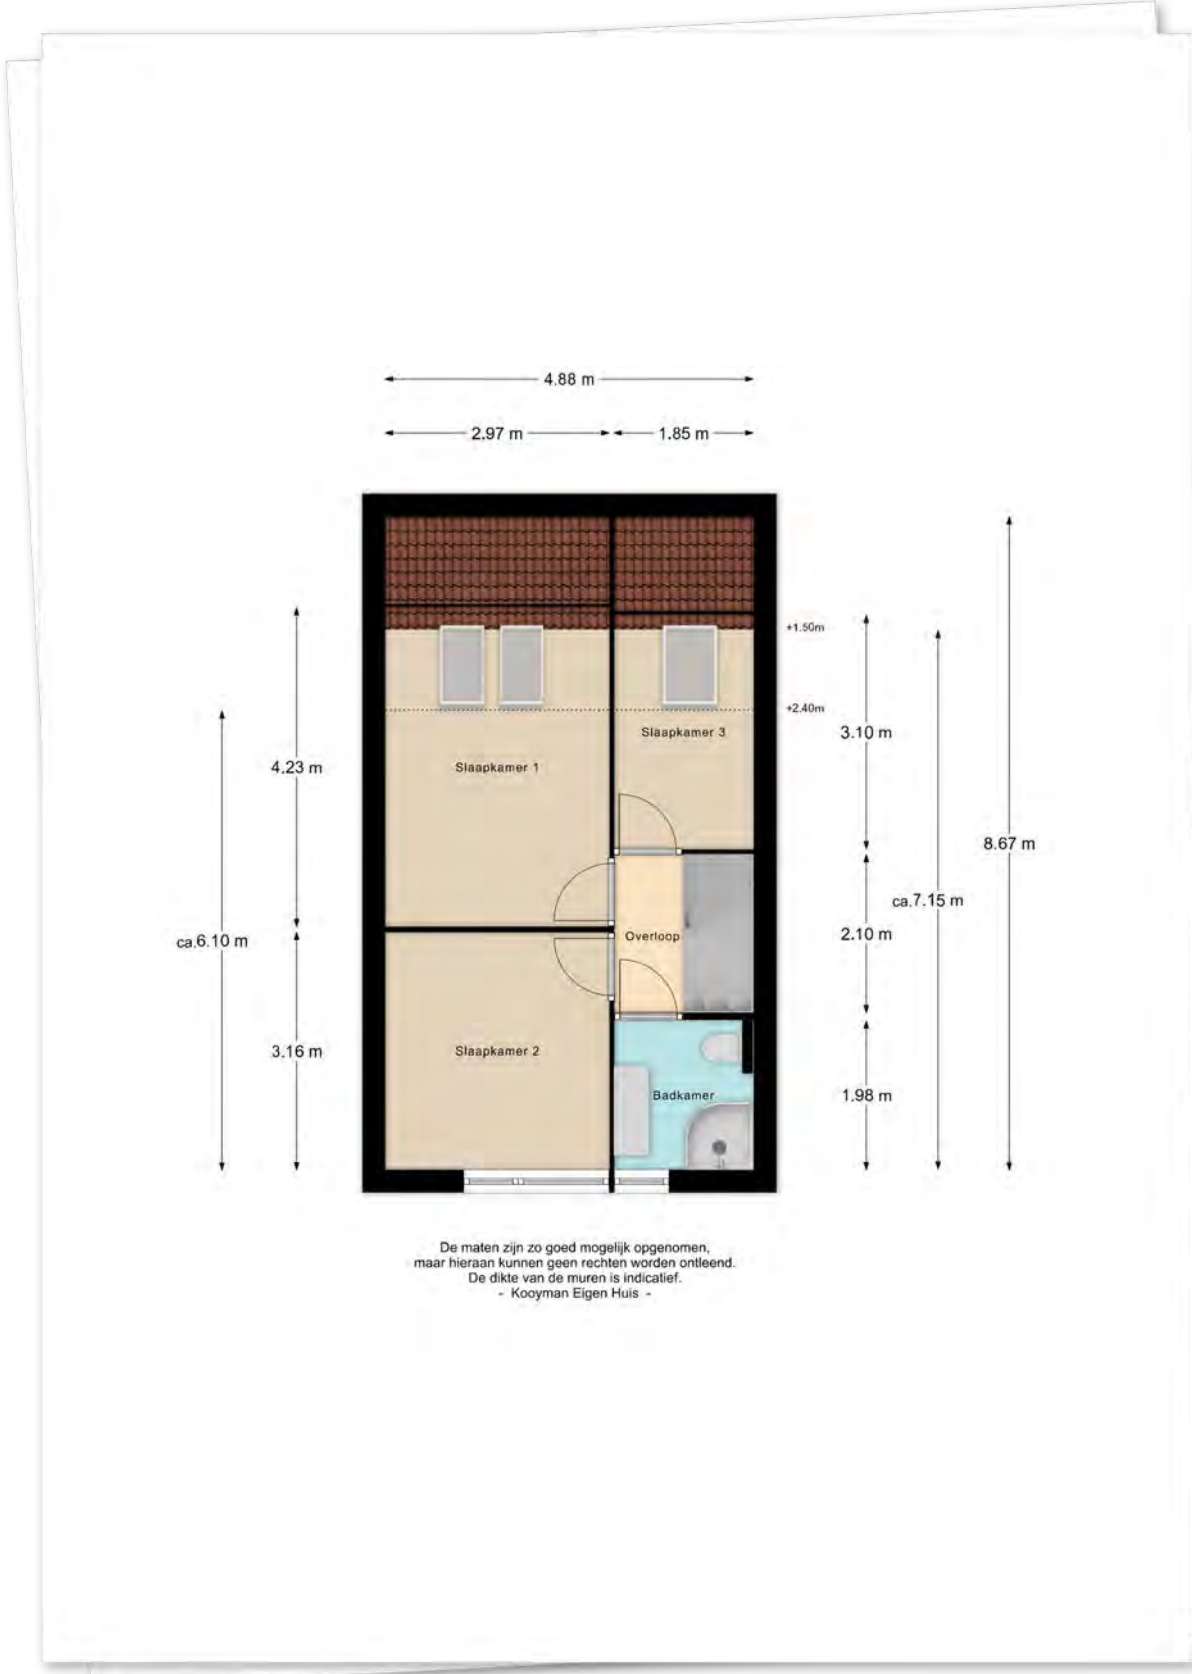 4.88 m
2.97 m
1.85 m
+1.50m
+2.40m
Slaapkamer 3
3.10 m
4.23 m
Slaapkamer 1
8.67 m
ca.7.15 m
ca.6.10 m
Overloop
2.10 m
3.16 m
Slaapkamer 2
Badkamer
1.98 m
De maten zijn zo goed mogelijk opgenomen,
maar hieraan kunnen geen rechten worden ontleend.
De dikte van de muren is indicatief.
- Kooyman Eigen Huis -